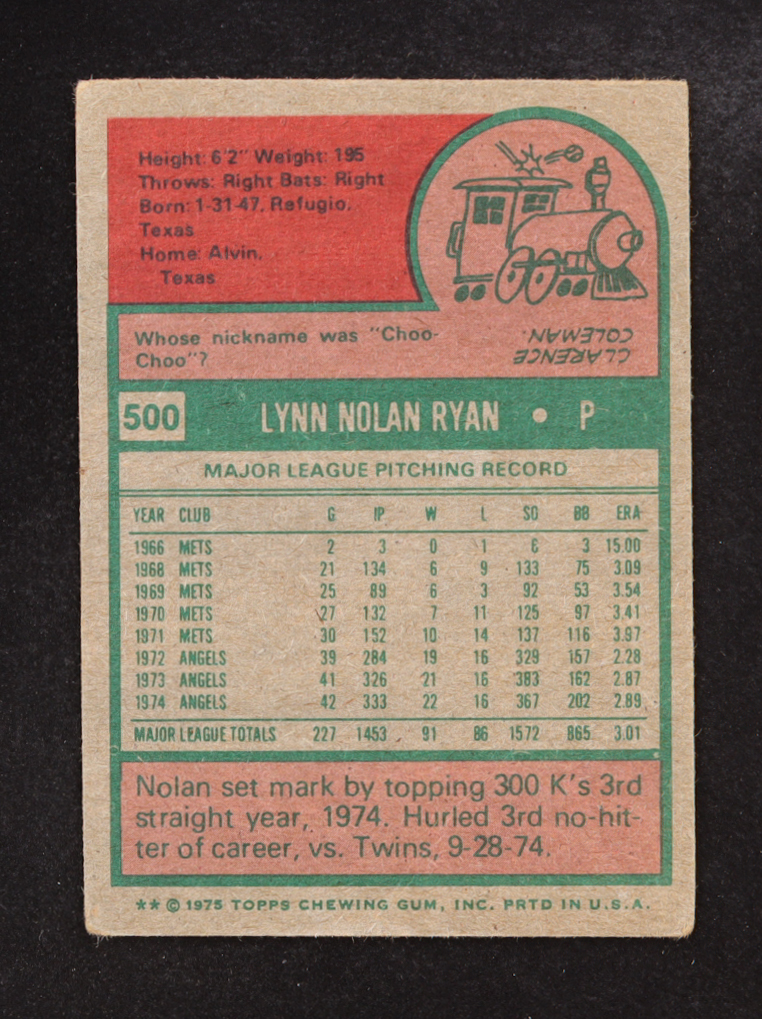 Height: 6'2" Weight: 195
Throws: Right Bats: Right
Born: 1-31-47, Refugio,
Texas
Home: Alvin,
Texas
Whose nickname was "Choo-
Choo"?
CLARENCE
COLEMAN.
500 LYNN NOLAN RYAN • P
MAJOR LEAGUE PITCHING RECORD
YEAR CLUB G IP W L SO BB ERA
1966 METS 2 3 0 1 6 3 15.00
1968 METS 21 134 6 9 133 75 3.09
1969 METS 25 89 6 3 92 53 3.54
1970 METS 27 132 7 11 125 97 3.41
1971 METS 30 152 10 14 137 116 3.97
1972 ANGELS 39 284 19 16 329 157 2.28
1973 ANGELS 41 326 21 16 383 162 2.87
1974 ANGELS 42 333 22 16 367 202 2.89
MAJOR LEAGUE TOTALS 227 1453 91 86 1572 865 3.01
Nolan set mark by topping 300 K's 3rd
straight year, 1974. Hurled 3rd no-hit-
ter of career, vs. Twins, 9-28-74.
** © 1975 TOPPS CHEWING GUM, INC. PRTD IN U.S.A.